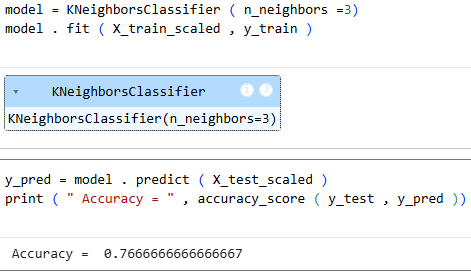 model = KNeighborsClassifier ( n_neighbors =3)
model . fit ( X_train_scaled , y_train )
▾ KNeighborsClassifier i ?
KNeighborsClassifier(n_neighbors=3)
y_pred = model . predict ( X_test_scaled )
print ( " Accuracy = " , accuracy_score ( y_test , y_pred ))
Accuracy =  0.7666666666666667